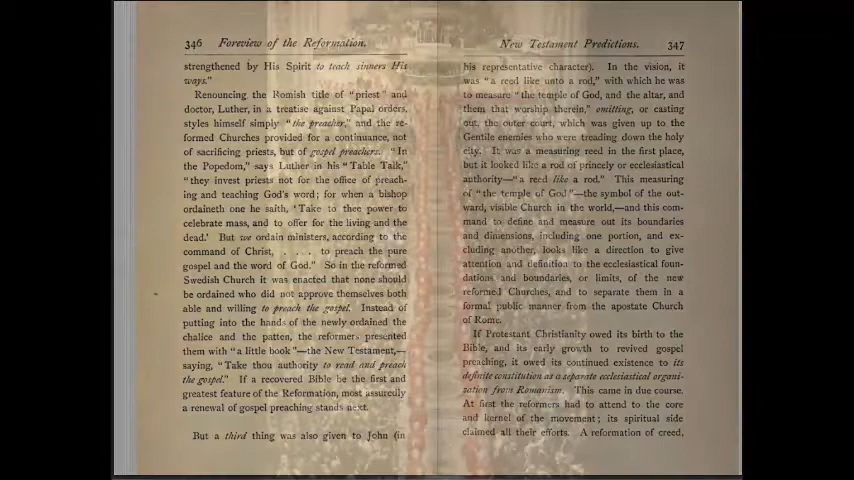 346 Foreview of the Reformation.
strengthened by His Spirit to teach sinners His
ways."
Renouncing the Romish title of "priest" and
doctor, Luther, in a treatise against Papal orders,
styles himself simply "the preacher," and the re-
formed Churches provided for a continuance, not
of sacrificing priests, but of gospel preachers. "In
the Popedom," says Luther in his "Table Talk,"
"they invest priests not for the office of preach-
ing and teaching God's word; for when a bishop
ordaineth one he saith, 'Take to thee power to
celebrate mass, and to offer for the living and the
dead.' But we ordain ministers, according to the
command of Christ, . . . . to preach the pure
gospel and the word of God." So in the reformed
Swedish Church it was enacted that none should
be ordained who did not approve themselves both
able and willing to preach the gospel. Instead of
putting into the hands of the newly ordained the
chalice and the patten, the reformers presented
them with "a little book"—the New Testament,—
saying, "Take thou authority to read and preach
the gospel." If a recovered Bible be the first and
greatest feature of the Reformation, most assuredly
a renewal of gospel preaching stands next.
But a third thing was also given to John (in
New Testament Predictions. 347
his representative character). In the vision, it
was "a reed like unto a rod," with which he was
to measure "the temple of God, and the altar, and
them that worship therein," omitting, or casting
out, the outer court, which was given up to the
Gentile enemies who were treading down the holy
city. It was a measuring reed in the first place,
but it looked like a rod of princely or ecclesiastical
authority—"a reed like a rod." This measuring
of "the temple of God"—the symbol of the out-
ward, visible Church in the world,—and this com-
mand to define and measure out its boundaries
and dimensions, including one portion, and ex-
cluding another, looks like a direction to give
attention and definition to the ecclesiastical foun-
dations and boundaries, or limits, of the new
reformed Churches, and to separate them in a
formal public manner from the apostate Church
of Rome.
If Protestant Christianity owed its birth to the
Bible, and its early growth to revived gospel
preaching, it owed its continued existence to its
definite constitution as a separate ecclesiastical organi-
zation from Romanism. This came in due course.
At first the reformers had to attend to the core
and kernel of the movement; its spiritual side
claimed all their efforts. A reformation of creed,